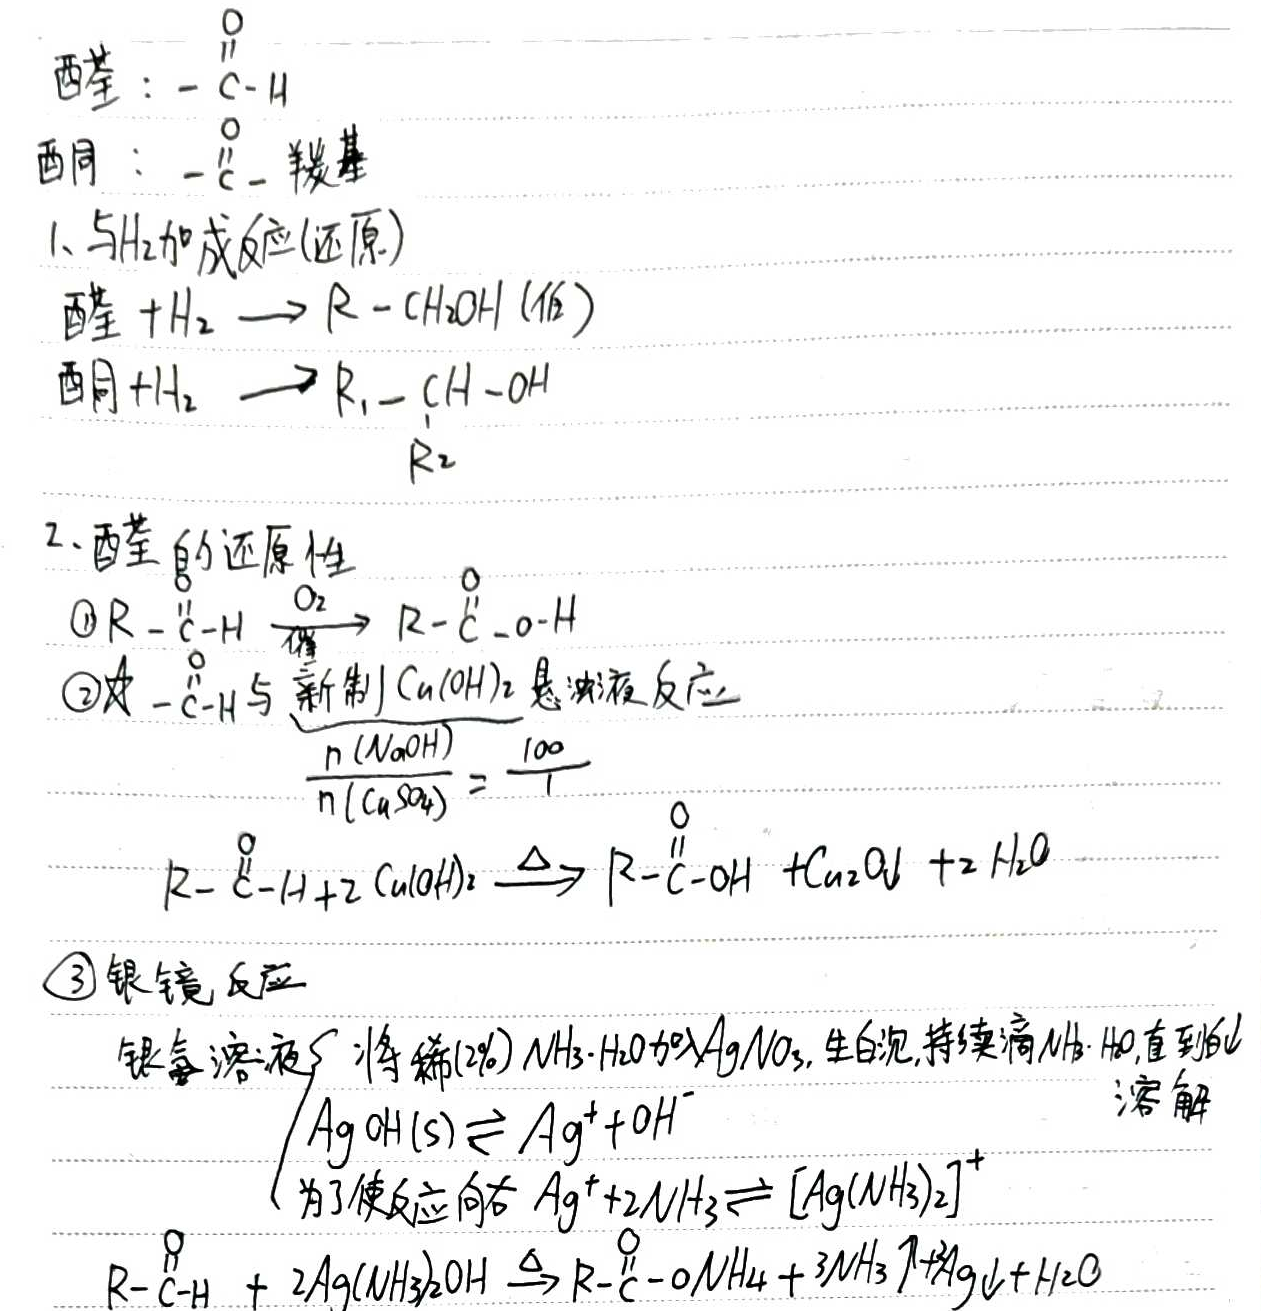 醛：-C(=O)-H
酮：-C(=O)- 羰基
1、与H₂加成反应(还原)
醛 +H₂ → R-CH₂OH (伯)
酮+H₂ → R₁-CH-OH
R₂
2、醛的还原性
①R-C(=O)-H O₂ 催 → R-C(=O)-O-H
②☆ -C(=O)-H与新制Cu(OH)₂悬浊液反应
n(NaOH)/n(CuSO₄) = 100/1
R-C(=O)-H+2Cu(OH)₂ △→ R-C(=O)-OH +Cu₂O↓ +2H₂O
③银镜反应
银氨溶液{ 将稀(2%)NH₃·H₂O加入AgNO₃,生白沉,持续滴NH₃·H₂O,直到白↓
溶解
AgOH(s)⇌Ag⁺+OH⁻
为了使反应向右 Ag⁺+2NH₃⇌[Ag(NH₃)₂]⁺
R-C(=O)-H + 2Ag(NH₃)₂OH △→ R-C(=O)-ONH₄+3NH₃↑+2Ag↓+H₂O